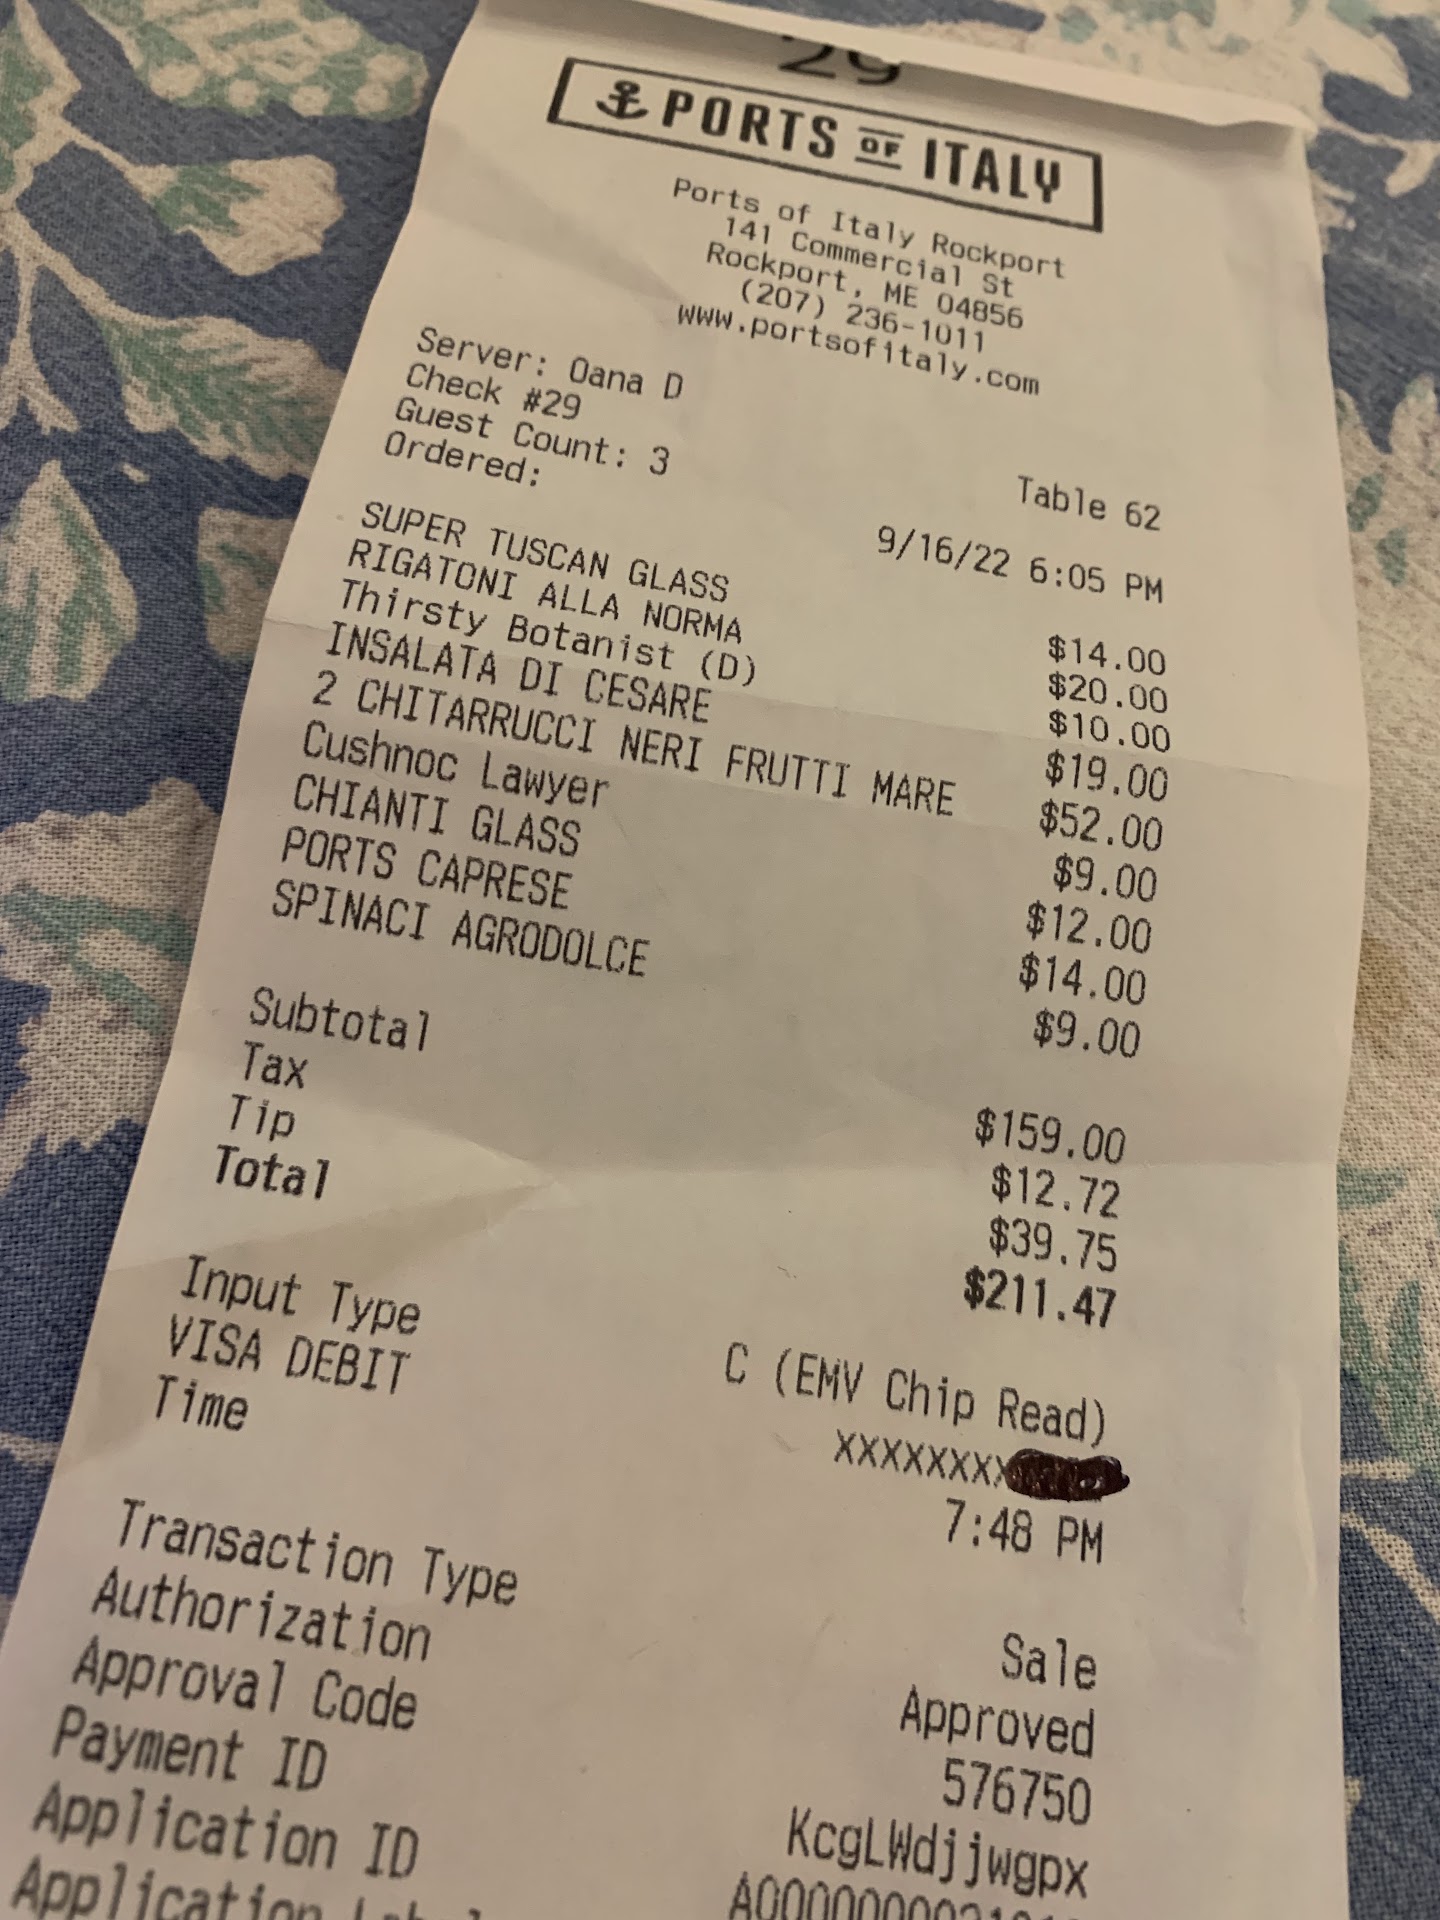 29
PORTS OF ITALY
Ports of Italy Rockport
141 Commercial St
Rockport, ME 04856
(207) 236-1011
www.portsofitaly.com
Server: Oana D
Check #29
Table 62
Guest Count: 3
Ordered: 9/16/22 6:05 PM
SUPER TUSCAN GLASS $14.00
RIGATONI ALLA NORMA $20.00
Thirsty Botanist (D) $10.00
INSALATA DI CESARE $19.00
2 CHITARRUCCI NERI FRUTTI MARE $52.00
Cushnoc Lawyer $9.00
CHIANTI GLASS $12.00
PORTS CAPRESE $14.00
SPINACI AGRODOLCE $9.00
Subtotal $159.00
Tax $12.72
Tip $39.75
Total $211.47
Input Type C (EMV Chip Read)
VISA DEBIT xxxxxxxx
Time 7:48 PM
Transaction Type Sale
Authorization Approved
Approval Code 576750
Payment ID KcgLWdjjwgpx
Application ID
Application